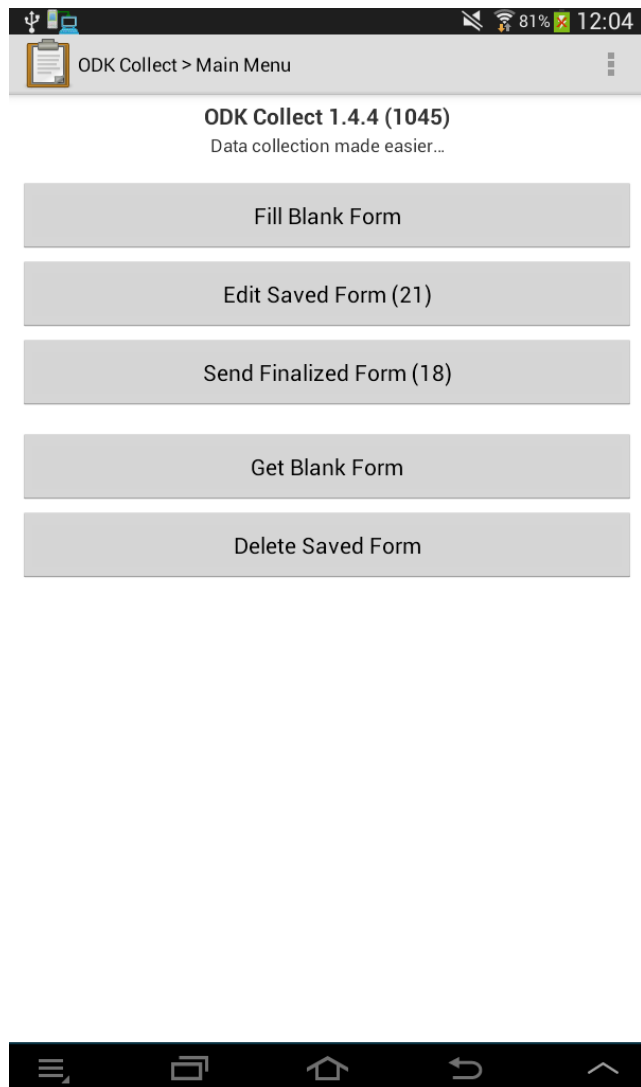 81% 12:04
ODK Collect > Main Menu
ODK Collect 1.4.4 (1045)
Data collection made easier...
Fill Blank Form
Edit Saved Form (21)
Send Finalized Form (18)
Get Blank Form
Delete Saved Form